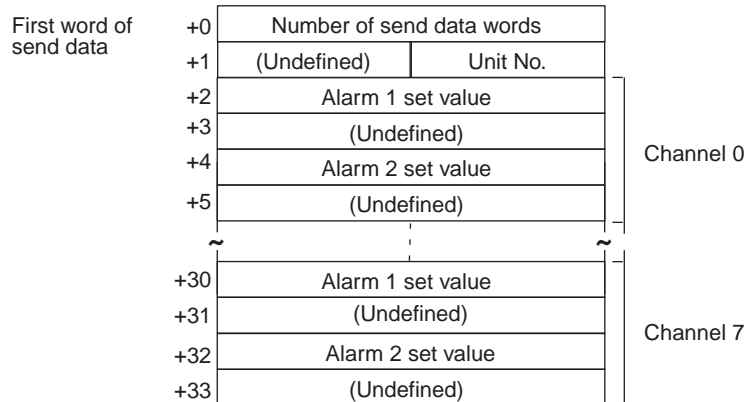 First word of
send data
+0 Number of send data words
+1 (Undefined) Unit No.
+2 Alarm 1 set value
+3 (Undefined)
+4 Alarm 2 set value
+5 (Undefined)
Channel 0
~ ~
+30 Alarm 1 set value
+31 (Undefined)
+32 Alarm 2 set value
+33 (Undefined)
Channel 7